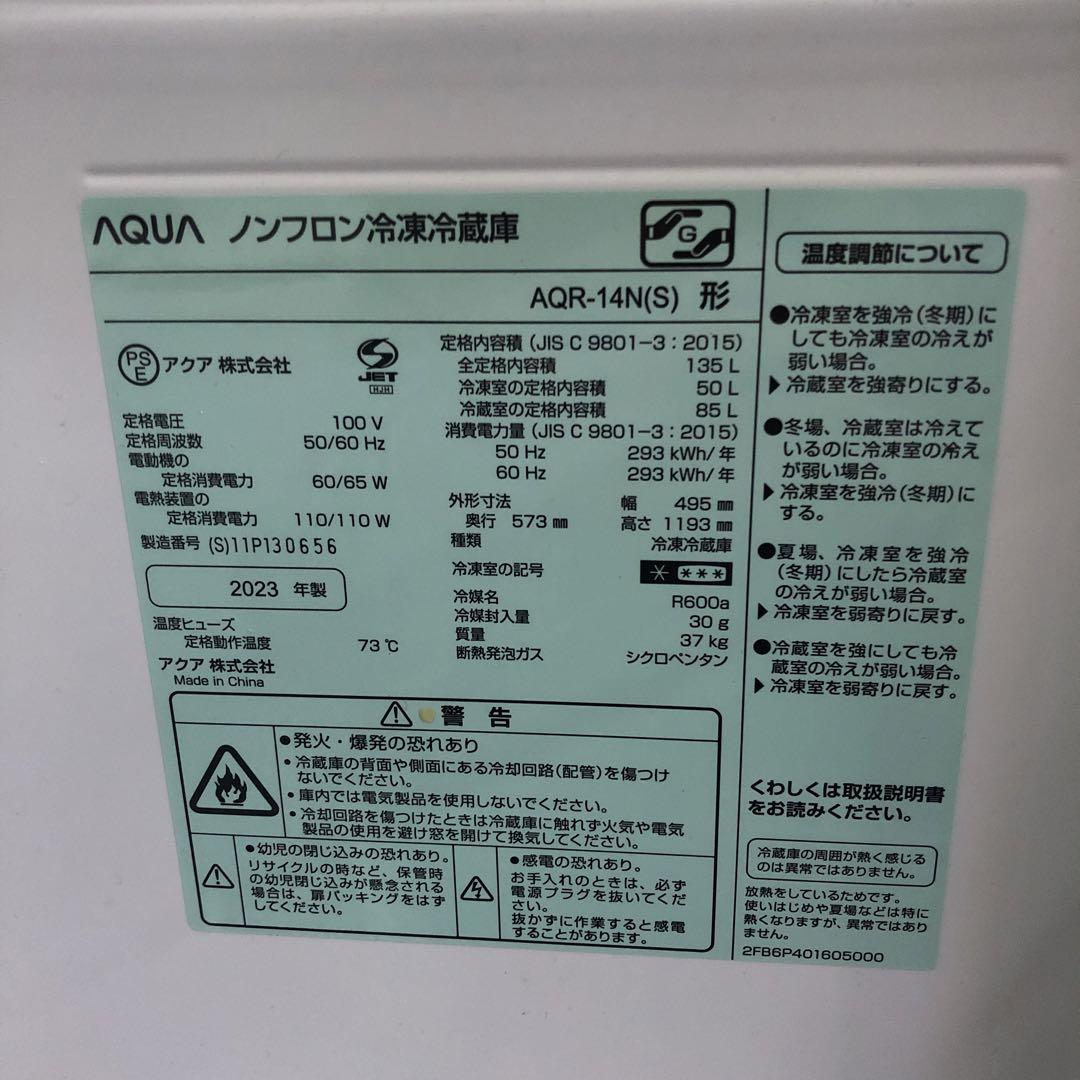 AQUA ノンフロン冷凍冷蔵庫
G
AQR-14N(S) 形
PS
E
アクア 株式会社
S
JET
HJH
定格電圧 100 V
定格周波数 50/60 Hz
電動機の
定格消費電力 60/65 W
電熱装置の
定格消費電力 110/110 W
製造番号 (S)11P130656
2023 年製
温度ヒューズ
定格動作温度 73 ℃
アクア 株式会社
Made in China
定格内容積 (JIS C 9801-3 : 2015)
全定格内容積 135 L
冷凍室の定格内容積 50 L
冷蔵室の定格内容積 85 L
消費電力量 (JIS C 9801-3 : 2015)
50 Hz 293 kWh/年
60 Hz 293 kWh/年
外形寸法 幅 495 mm
奥行 573 mm 高さ 1193 mm
種類 冷凍冷蔵庫
冷凍室の記号 * ***
冷媒名 R600a
冷媒封入量 30 g
質量 37 kg
断熱発泡ガス シクロペンタン
警告
●発火・爆発の恐れあり
・冷蔵庫の背面や側面にある冷却回路(配管)を傷つけ
ないでください。
・庫内では電気製品を使用しないでください。
・冷却回路を傷つけたときは冷蔵庫に触れず火気や電気
製品の使用を避け窓を開けて換気してください。
●幼児の閉じ込みの恐れあり。
リサイクルの時など、保管時
の幼児閉じ込みが懸念される
場合は、扉パッキングをはず
してください。
●感電の恐れあり。
お手入れのときは、必ず
電源プラグを抜いてくだ
さい。
抜かずに作業すると感電
することがあります。
温度調節について
●冷凍室を強冷(冬期)に
しても冷凍室の冷えが
弱い場合。
▶冷蔵室を強寄りにする。
●冬場、冷蔵室は冷えて
いるのに冷凍室の冷え
が弱い場合。
▶冷凍室を強冷(冬期)に
する。
●夏場、冷凍室を強冷
(冬期)にしたら冷蔵室
の冷えが弱い場合。
▶冷凍室を弱寄りに戻す。
●冷蔵室を強にしても冷
蔵室の冷えが弱い場合。
▶冷凍室を弱寄りに戻す。
くわしくは取扱説明書
をお読みください。
冷蔵庫の周囲が熱く感じる
のは異常ではありません。
放熱をしているためです。
使いはじめや夏場などは特に
熱くなりますが、異常ではあり
ません。
2FB6P401605000